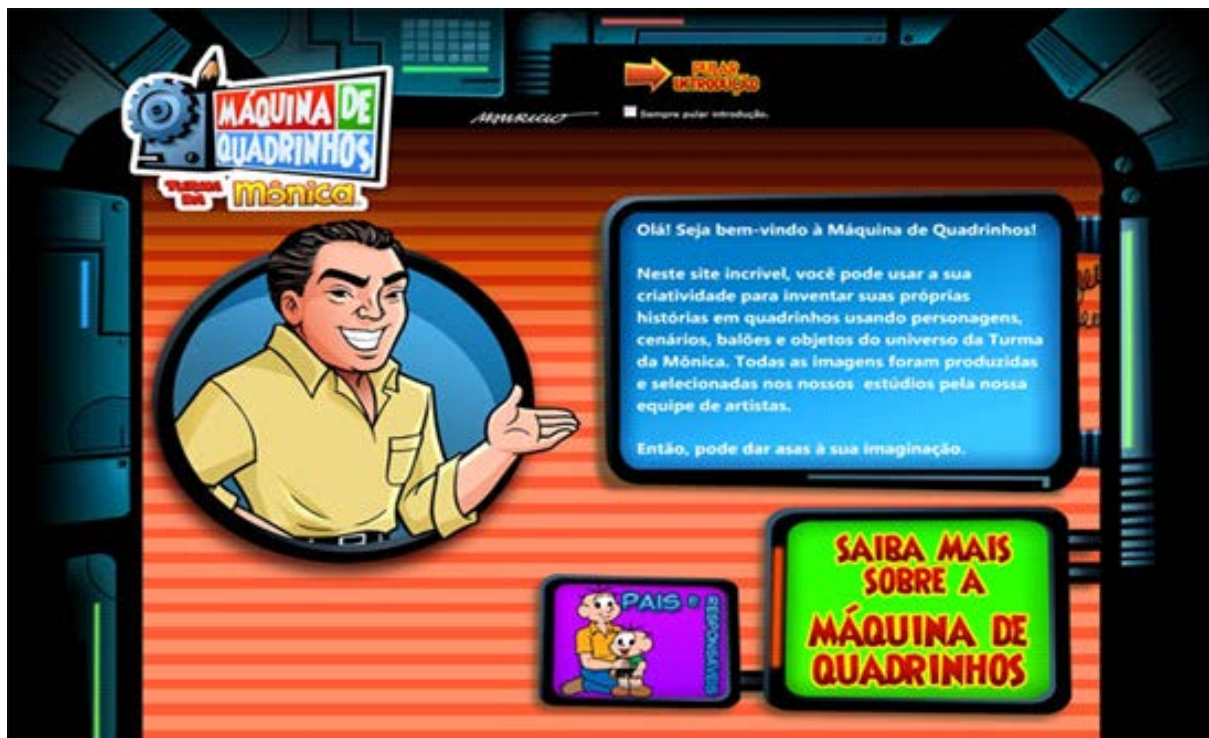 PULAR
INTRODUÇÃO
Sempre pular introdução.
MAURICIO
MÁQUINA DE
QUADRINHOS
TURMA
DA Mônica
Olá! Seja bem-vindo à Máquina de Quadrinhos!
Neste site incrivel, você pode usar a sua
criatividade para inventar suas próprias
histórias em quadrinhos usando personagens,
cenários, balões e objetos do universo da Turma
da Mônica. Todas as imagens foram produzidas
e selecionadas nos nossos estúdios pela nossa
equipe de artistas.
Então, pode dar asas à sua imaginação.
PAIS e
RESPONSÁVEIS
SAIBA MAIS
SOBRE A
MÁQUINA DE
QUADRINHOS